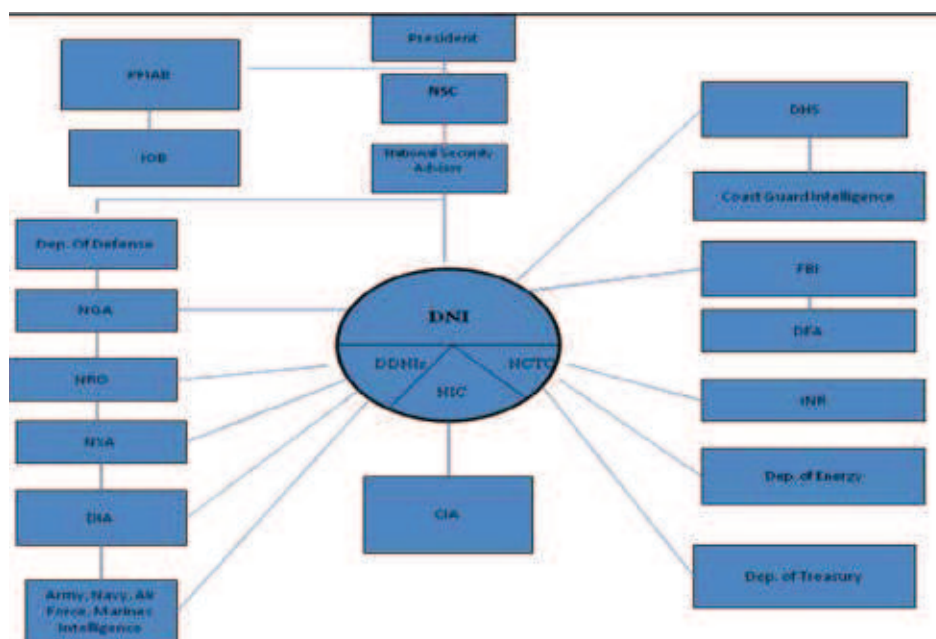 President
PFIAB
NSC
DHS
IOB
National Security
Advisor
Coast Guard Intelligence
Dep. Of Defense
FBI
NGA
DNI
DEA
DDNIs
NCTC
NRO
NIC
INR
NSA
Dep. of Energy
DIA
CIA
Dep. of Treasury
Army, Navy, Air
Force, Marines
Intelligence